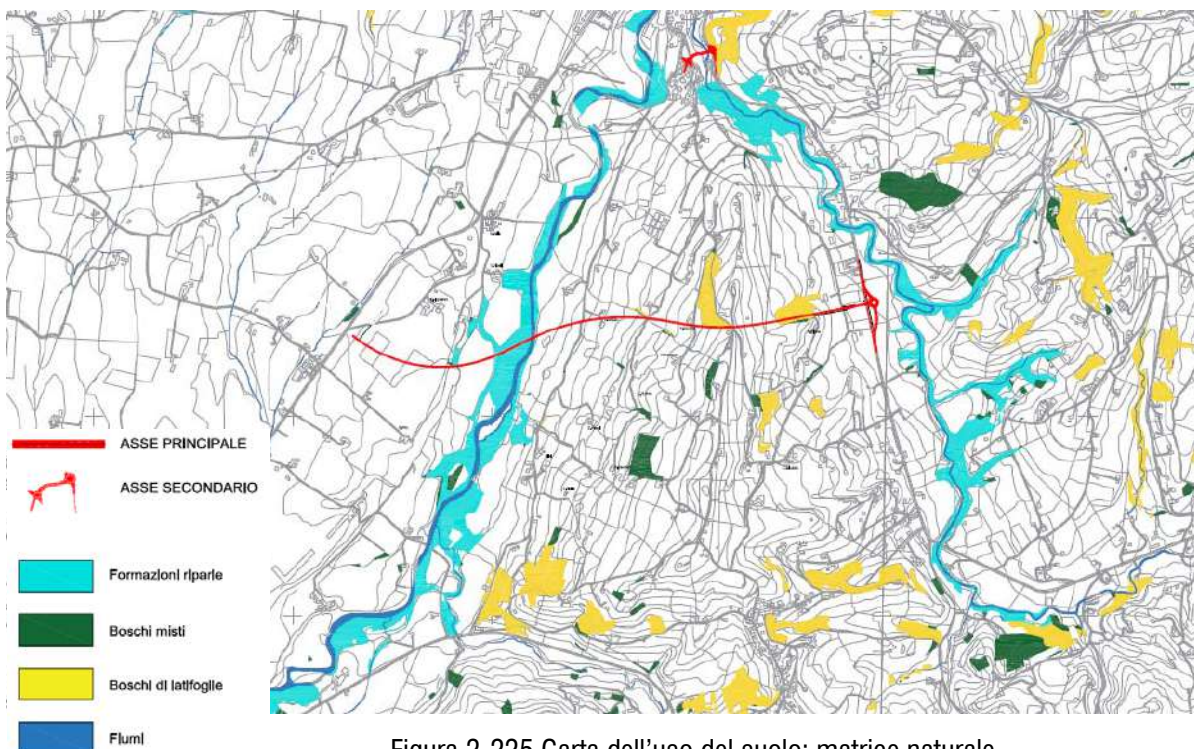 ASSE PRINCIPALE
ASSE SECONDARIO
Formazioni riparie
Boschi misti
Boschi di latifoglie
Fiumi
Figura 2-225 Carta dell'uso del suolo: matrice naturale